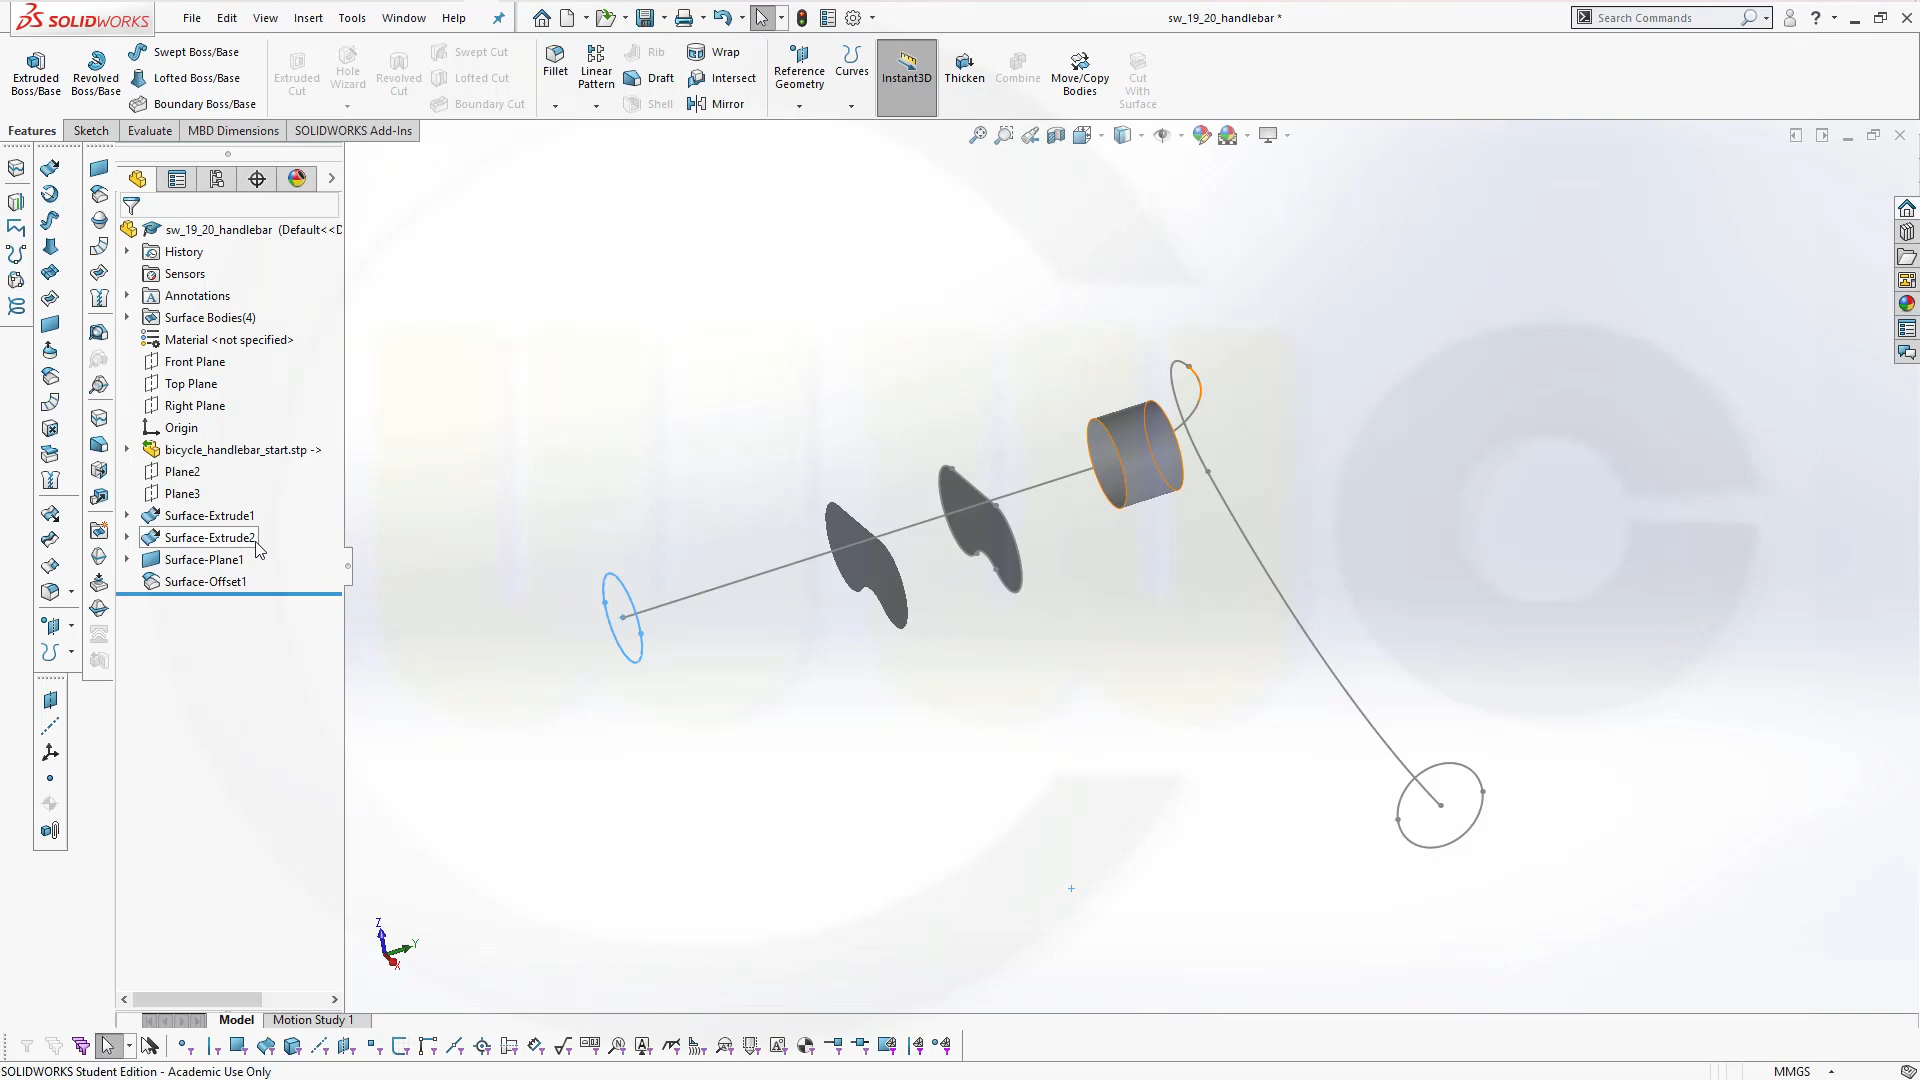 SOLIDWORKS
File Edit View Insert Tools Window Help
sw_19_20_handlebar *
Search Commands
Extruded Boss/Base
Revolved Boss/Base
Swept Boss/Base
Lofted Boss/Base
Boundary Boss/Base
Extruded Cut
Hole Wizard
Revolved Cut
Swept Cut
Lofted Cut
Boundary Cut
Fillet
Linear Pattern
Rib
Draft
Shell
Wrap
Intersect
Mirror
Reference Geometry
Curves
Instant3D
Thicken
Combine
Move/Copy Bodies
Cut With Surface
Features Sketch Evaluate MBD Dimensions SOLIDWORKS Add-Ins
sw_19_20_handlebar (Default<<D
History
Sensors
Annotations
Surface Bodies(4)
Material <not specified>
Front Plane
Top Plane
Right Plane
Origin
bicycle_handlebar_start.stp ->
Plane2
Plane3
Surface-Extrude1
Surface-Extrude2
Surface-Plane1
Surface-Offset1
Z
Y
X
Model Motion Study 1
SOLIDWORKS Student Edition - Academic Use Only
MMGS